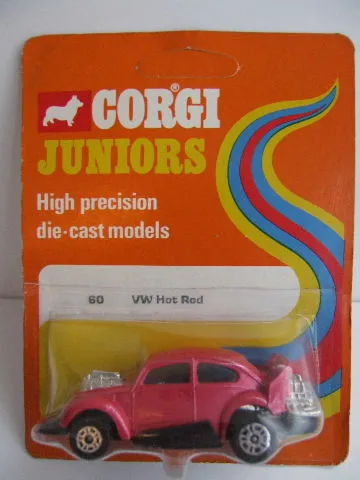 CORGI®
JUNIORS
High precision
die-cast models
60 VW Hot Rod